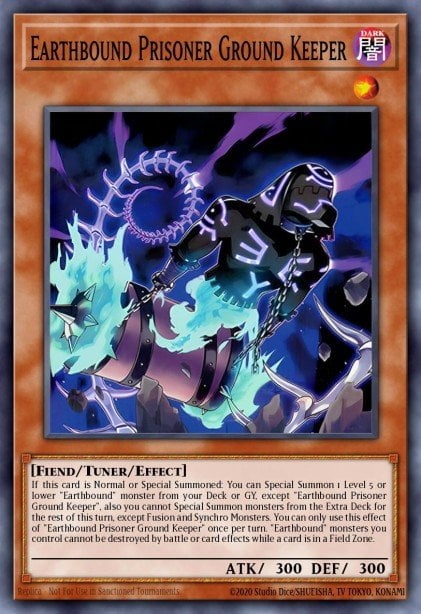 EARTHBOUND PRISONER GROUND KEEPER
DARK
闇
[FIEND/TUNER/EFFECT]
If this card is Normal or Special Summoned: You can Special Summon 1 Level 5 or
lower "Earthbound" monster from your Deck or GY, except "Earthbound Prisoner
Ground Keeper", also you cannot Special Summon monsters from the Extra Deck for
the rest of this turn, except Fusion and Synchro Monsters. You can only use this effect
of "Earthbound Prisoner Ground Keeper" once per turn. "Earthbound" monsters you
control cannot be destroyed by battle or card effects while a card is in a Field Zone.
ATK/ 300 DEF/ 300
Replica - Not For Use in Sanctioned Tournaments
©2020 Studio Dice/SHUEISHA, TV TOKYO, KONAMI